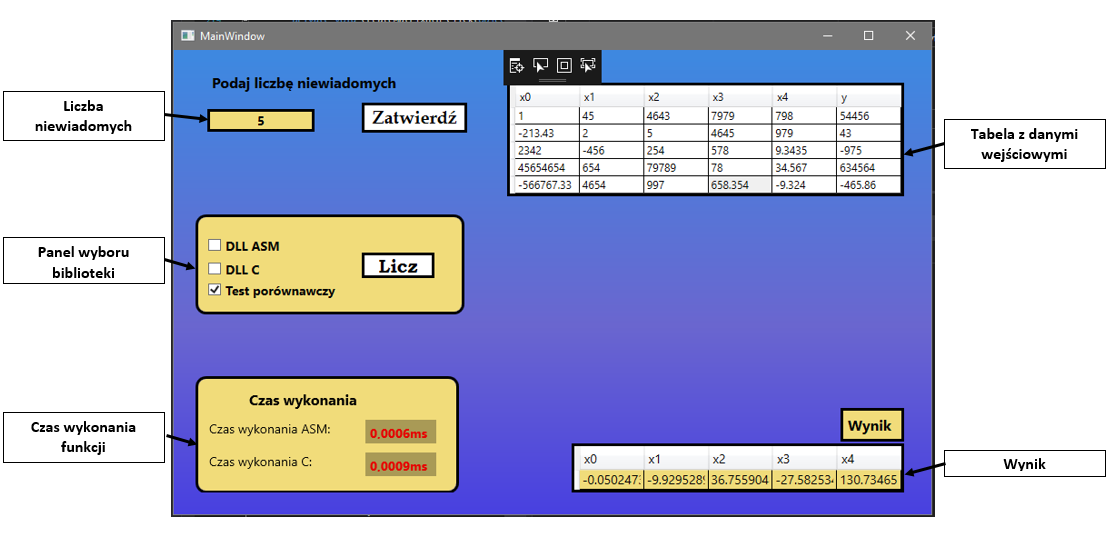 MainWindow
Podaj liczbę niewiadomych
5
Zatwierdź
Liczba
niewiadomych
x0 x1 x2 x3 x4 y
1 45 4643 7979 798 54456
-213.43 2 5 4645 979 43
2342 -456 254 578 9.3435 -975
45654654 654 79789 78 34.567 634564
-566767.33 4654 997 658.354 -9.324 -465.86
Tabela z danymi
wejściowymi
Panel wyboru
biblioteki
DLL ASM
DLL C
Test porównawczy
Licz
Czas wykonania
funkcji
Czas wykonania
Czas wykonania ASM: 0,0006ms
Czas wykonania C: 0,0009ms
Wynik
x0 x1 x2 x3 x4
-0.05024 -9.929528 36.755904 -27.5825 130.73465
Wynik